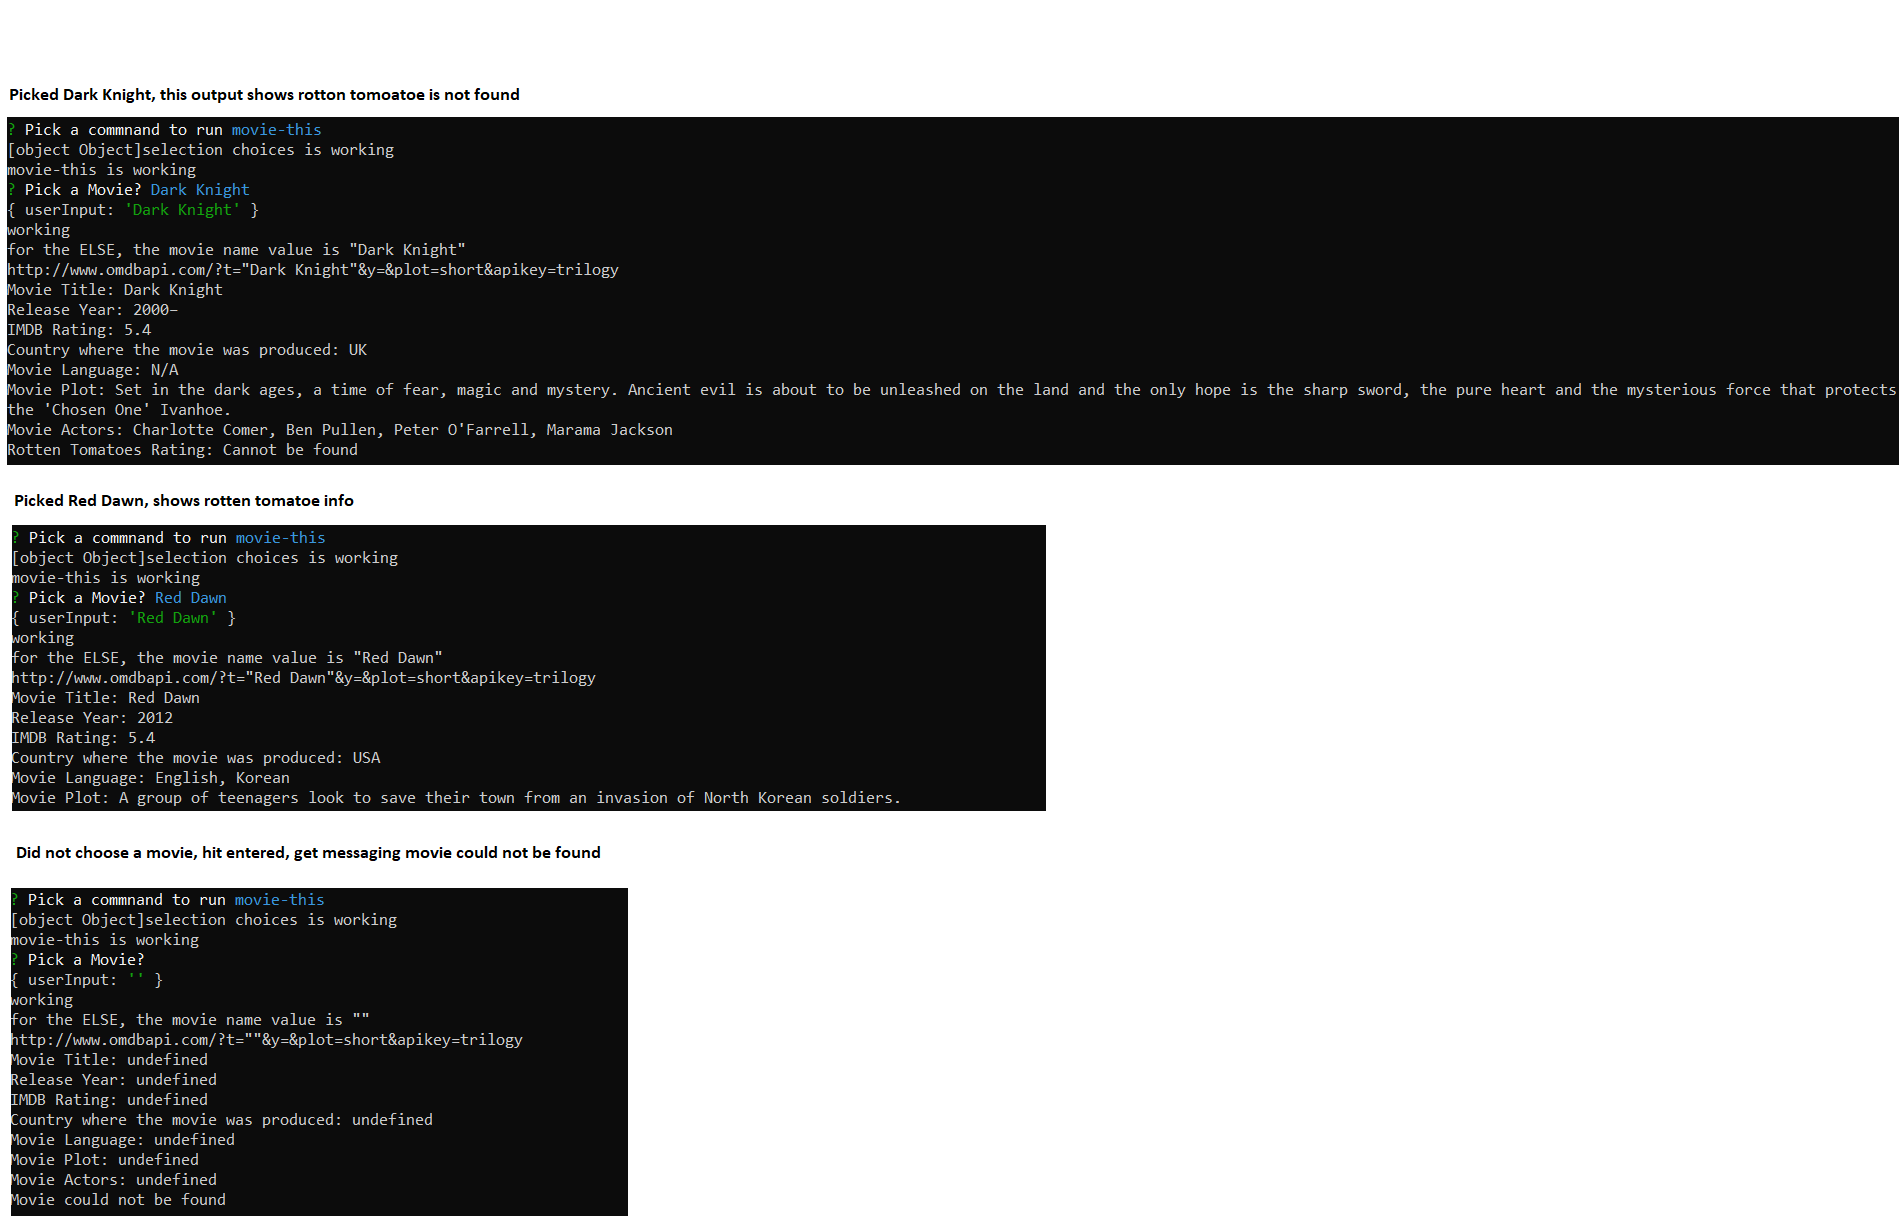 Picked Dark Knight, this output shows rotton tomoatoe is not found
? Pick a commnand to run movie-this
[object Object]selection choices is working
movie-this is working
? Pick a Movie? Dark Knight
{ userInput: 'Dark Knight' }
working
for the ELSE, the movie name value is "Dark Knight"
http://www.omdbapi.com/?t="Dark Knight"&y=&plot=short&apikey=trilogy
Movie Title: Dark Knight
Release Year: 2000–
IMDB Rating: 5.4
Country where the movie was produced: UK
Movie Language: N/A
Movie Plot: Set in the dark ages, a time of fear, magic and mystery. Ancient evil is about to be unleashed on the land and the only hope is the sharp sword, the pure heart and the mysterious force that protects
the 'Chosen One' Ivanhoe.
Movie Actors: Charlotte Comer, Ben Pullen, Peter O'Farrell, Marama Jackson
Rotten Tomatoes Rating: Cannot be found
Picked Red Dawn, shows rotten tomatoe info
? Pick a commnand to run movie-this
[object Object]selection choices is working
movie-this is working
? Pick a Movie? Red Dawn
{ userInput: 'Red Dawn' }
working
for the ELSE, the movie name value is "Red Dawn"
http://www.omdbapi.com/?t="Red Dawn"&y=&plot=short&apikey=trilogy
Movie Title: Red Dawn
Release Year: 2012
IMDB Rating: 5.4
Country where the movie was produced: USA
Movie Language: English, Korean
Movie Plot: A group of teenagers look to save their town from an invasion of North Korean soldiers.
Did not choose a movie, hit entered, get messaging movie could not be found
? Pick a commnand to run movie-this
[object Object]selection choices is working
movie-this is working
? Pick a Movie?
{ userInput: '' }
working
for the ELSE, the movie name value is ""
http://www.omdbapi.com/?t=""&y=&plot=short&apikey=trilogy
Movie Title: undefined
Release Year: undefined
IMDB Rating: undefined
Country where the movie was produced: undefined
Movie Language: undefined
Movie Plot: undefined
Movie Actors: undefined
Movie could not be found